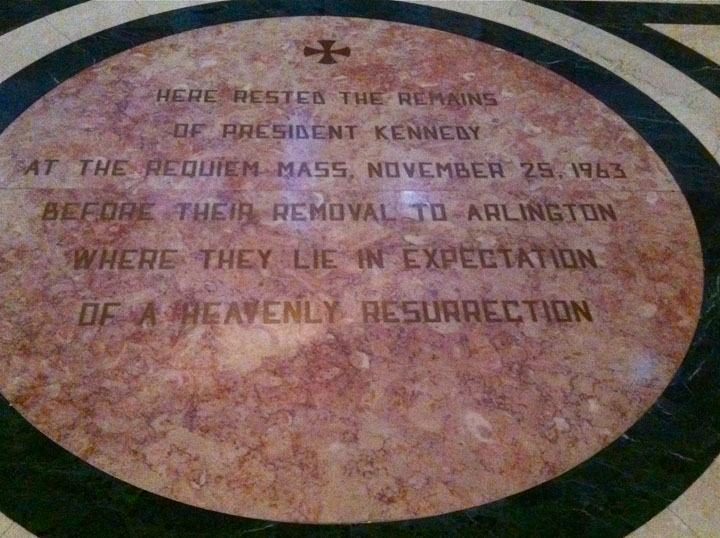 HERE RESTED THE REMAINS
OF PRESIDENT KENNEDY
AT THE REQUIEM MASS, NOVEMBER 25, 1963
BEFORE THEIR REMOVAL TO ARLINGTON
WHERE THEY LIE IN EXPECTATION
OF A HEAVENLY RESURRECTION